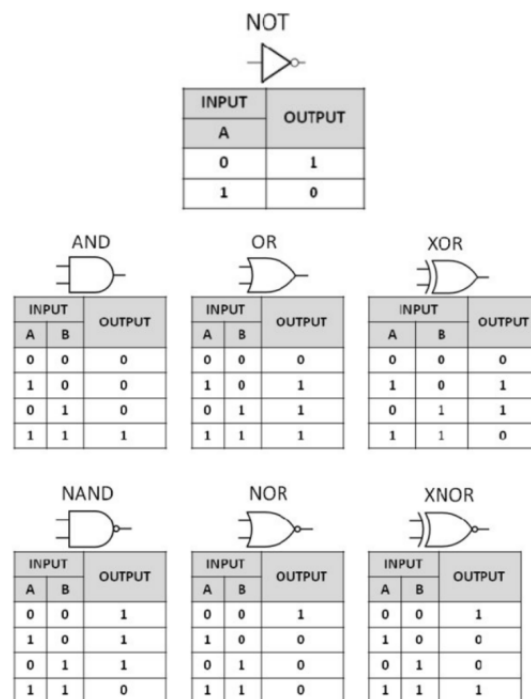 NOT
INPUT OUTPUT
A
0 1
1 0
AND OR XOR
INPUT OUTPUT INPUT OUTPUT INPUT OUTPUT
A B A B A B
0 0 0 0 0 0 0 0 0
1 0 0 1 0 1 1 0 1
0 1 0 0 1 1 0 1 1
1 1 1 1 1 1 1 1 0
NAND NOR XNOR
INPUT OUTPUT INPUT OUTPUT INPUT OUTPUT
A B A B A B
0 0 1 0 0 1 0 0 1
1 0 1 1 0 0 1 0 0
0 1 1 0 1 0 0 1 0
1 1 0 1 1 0 1 1 1